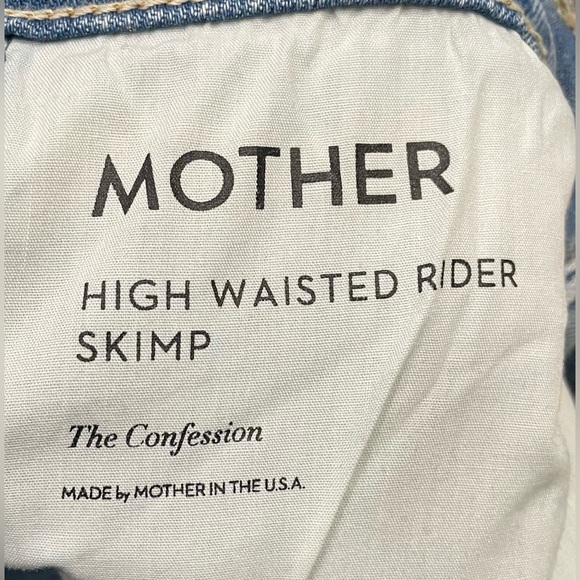 MOTHER
HIGH WAISTED RIDER
SKIMP
The Confession
MADE by MOTHER IN THE U.S.A.